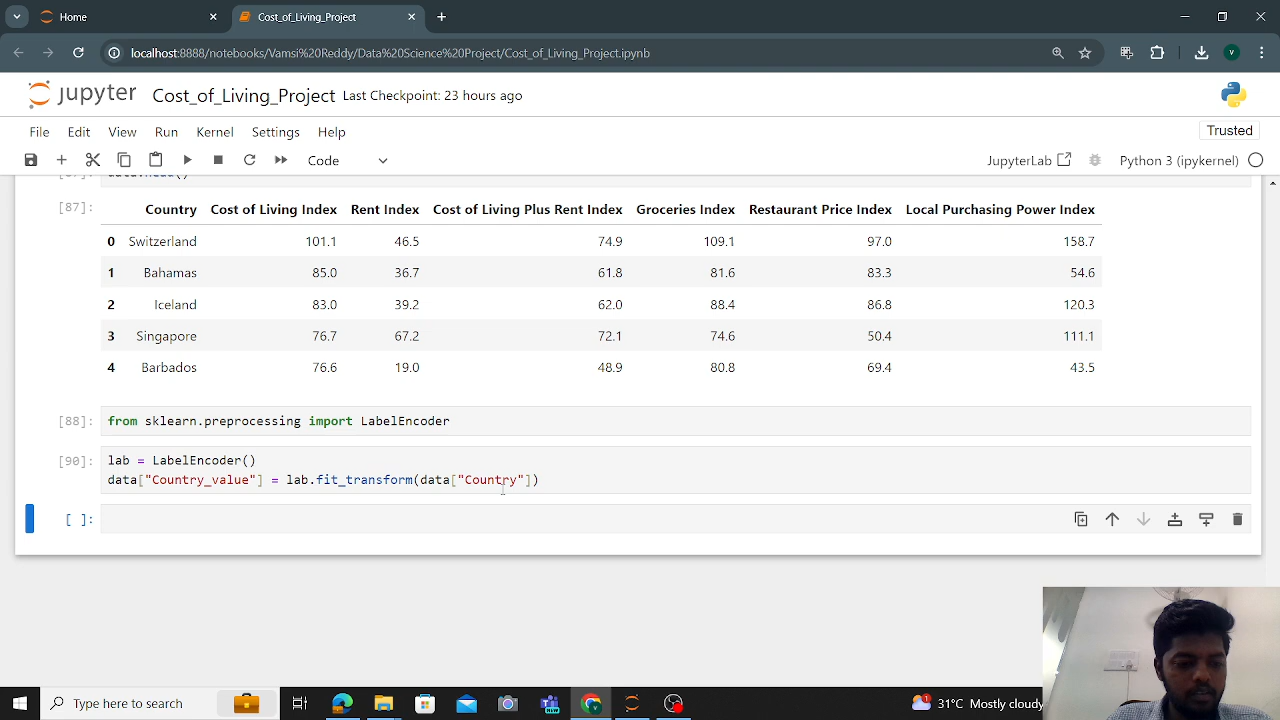 Home
Cost_of_Living_Project
localhost:8888/notebooks/Vamsi%20Reddy/Data%20Science%20Project/Cost_of_Living_Project.ipynb
V
jupyter Cost_of_Living_Project Last Checkpoint: 23 hours ago
File Edit View Run Kernel Settings Help
Trusted
Code
JupyterLab
Python 3 (ipykernel)
[87]:
Country Cost of Living Index Rent Index Cost of Living Plus Rent Index Groceries Index Restaurant Price Index Local Purchasing Power Index
0 Switzerland 101.1 46.5 74.9 109.1 97.0 158.7
1 Bahamas 85.0 36.7 61.8 81.6 83.3 54.6
2 Iceland 83.0 39.2 62.0 88.4 86.8 120.3
3 Singapore 76.7 67.2 72.1 74.6 50.4 111.1
4 Barbados 76.6 19.0 48.9 80.8 69.4 43.5
[88]: from sklearn.preprocessing import LabelEncoder
[90]: lab = LabelEncoder()
data["Country_value"] = lab.fit_transform(data["Country"])
[ ]:
Type here to search
1
31°C Mostly cloudy